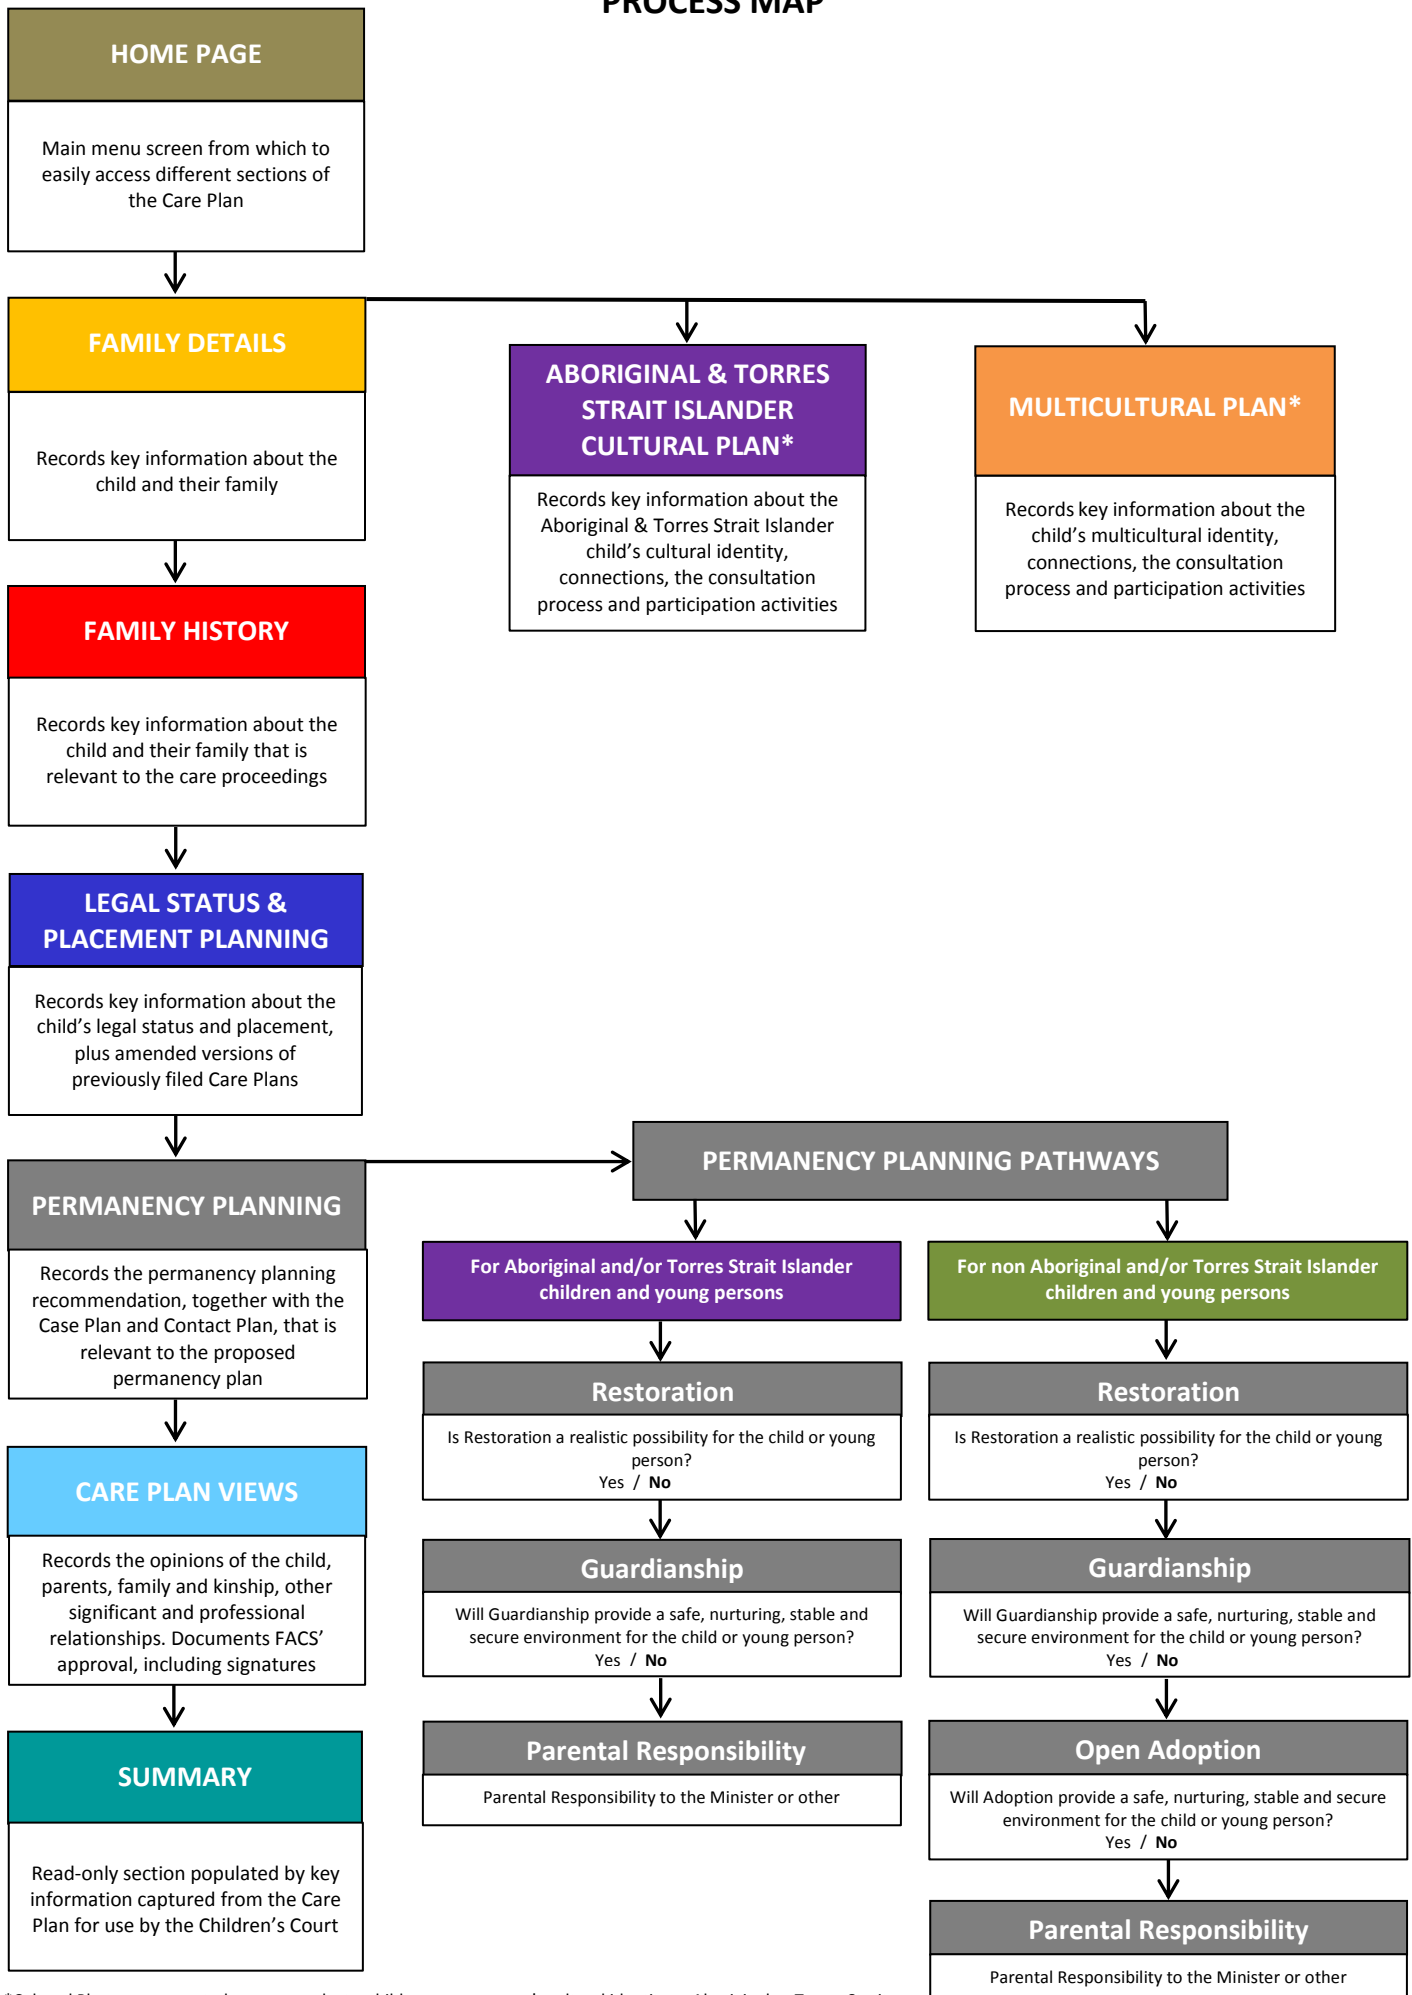 PROCESS MAP
HOME PAGE
Main menu screen from which to
easily access different sections of
the Care Plan
FAMILY DETAILS
Records key information about the
child and their family
ABORIGINAL & TORRES
STRAIT ISLANDER
CULTURAL PLAN*
Records key information about the
Aboriginal & Torres Strait Islander
child's cultural identity,
connections, the consultation
process and participation activities
MULTICULTURAL PLAN*
Records key information about the
child's multicultural identity,
connections, the consultation
process and participation activities
FAMILY HISTORY
Records key information about the
child and their family that is
relevant to the care proceedings
LEGAL STATUS &
PLACEMENT PLANNING
Records key information about the
child's legal status and placement,
plus amended versions of
previously filed Care Plans
PERMANENCY PLANNING
Records the permanency planning
recommendation, together with the
Case Plan and Contact Plan, that is
relevant to the proposed
permanency plan
CARE PLAN VIEWS
Records the opinions of the child,
parents, family and kinship, other
significant and professional
relationships. Documents FACS'
approval, including signatures
SUMMARY
Read-only section populated by key
information captured from the Care
Plan for use by the Children's Court
PERMANENCY PLANNING PATHWAYS
For Aboriginal and/or Torres Strait Islander
children and young persons
Restoration
Is Restoration a realistic possibility for the child or young
person?
Yes / No
Guardianship
Will Guardianship provide a safe, nurturing, stable and
secure environment for the child or young person?
Yes / No
Parental Responsibility
Parental Responsibility to the Minister or other
For non Aboriginal and/or Torres Strait Islander
children and young persons
Restoration
Is Restoration a realistic possibility for the child or young
person?
Yes / No
Guardianship
Will Guardianship provide a safe, nurturing, stable and
secure environment for the child or young person?
Yes / No
Open Adoption
Will Adoption provide a safe, nurturing, stable and secure
environment for the child or young person?
Yes / No
Parental Responsibility
Parental Responsibility to the Minister or other